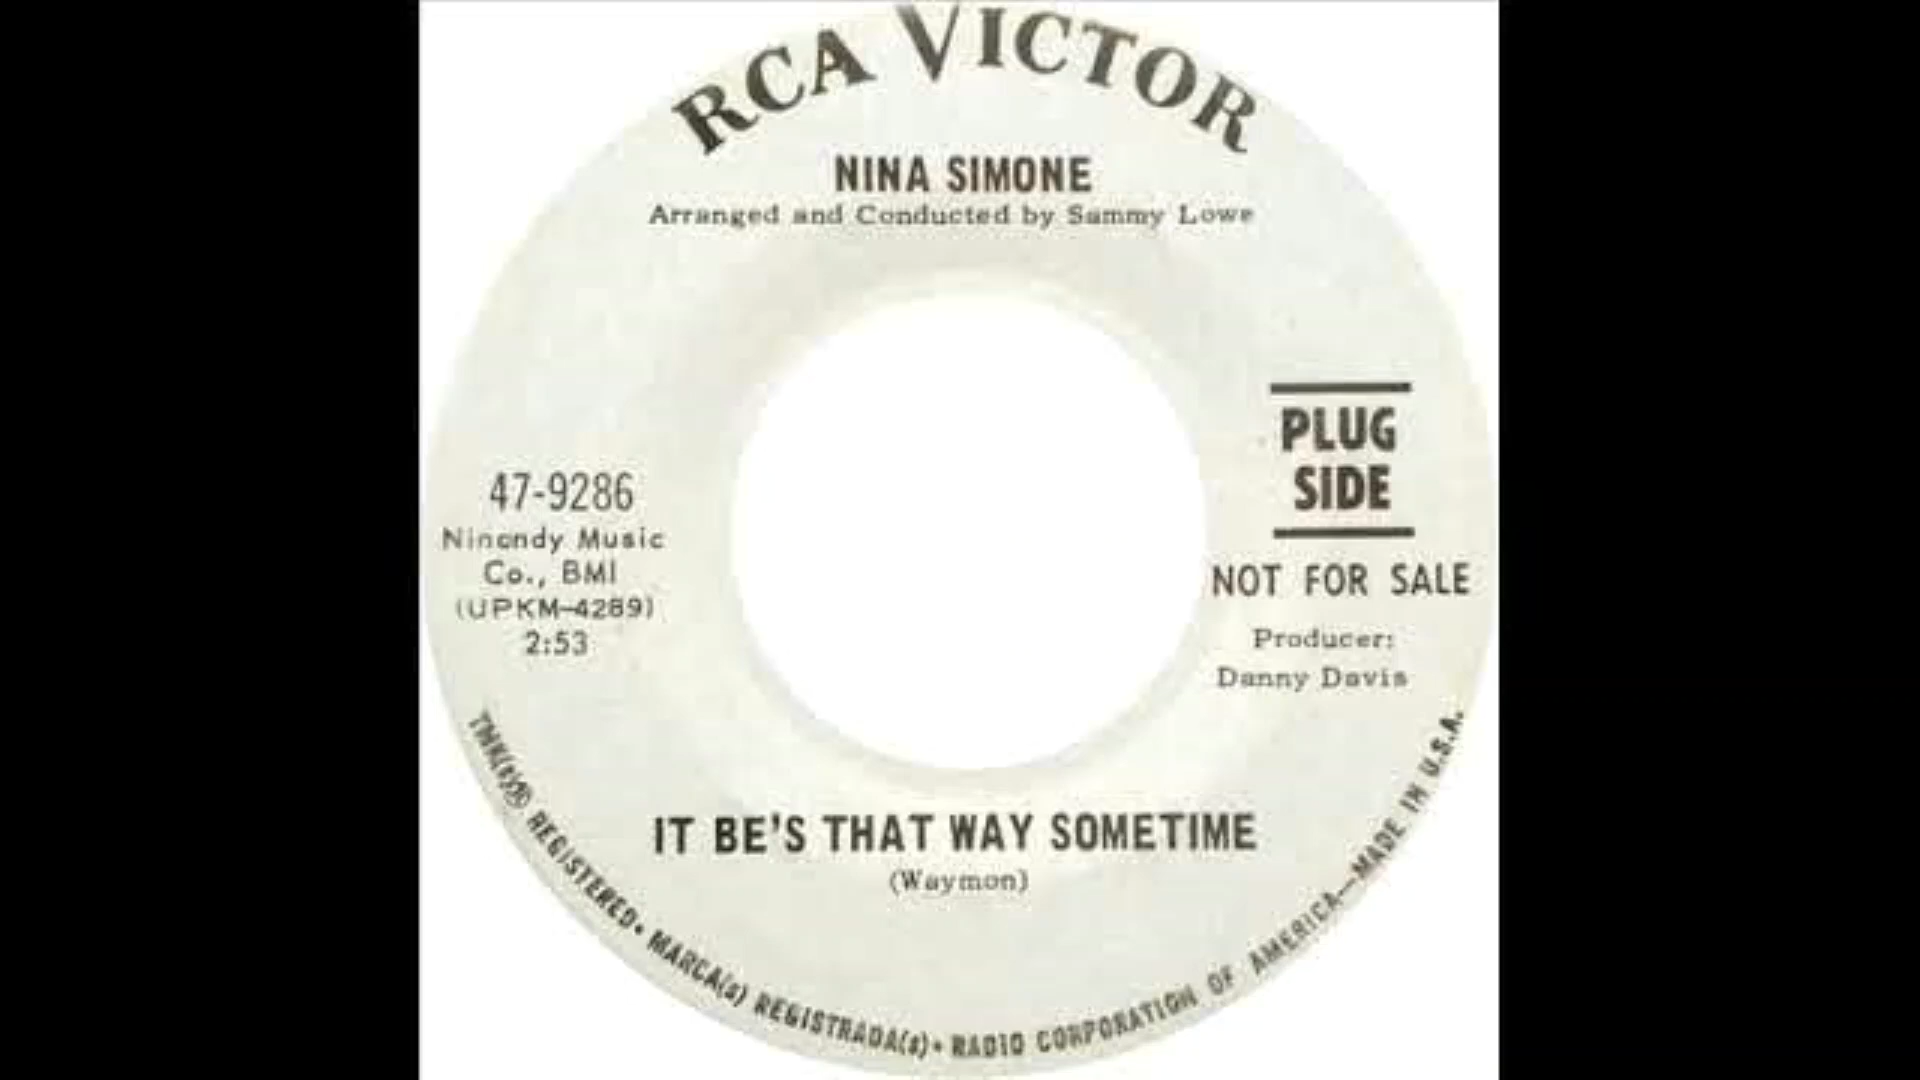 RCA VICTOR
NINA SIMONE
Arranged and Conducted by Sammy Lowe
PLUG
SIDE
47-9286
Ninandy Music
Co., BMI
(UPKM-4289)
2:53
NOT FOR SALE
Producer:
Danny Davis
IT BE'S THAT WAY SOMETIME
(Waymon)
TMK(s)® REGISTERED• MARCA(s) REGISTRADA(s)• RADIO CORPORATION OF AMERICA—MADE IN U.S.A.